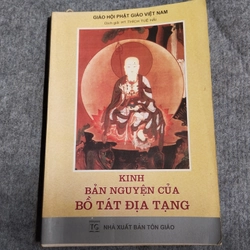 GIÁO HỘI PHẬT GIÁO VIỆT NAM
KINH
BẢN NGUYỆN CỦA
BỒ TÁT ĐỊA TẠNG
NHÀ XUẤT BẢN TÔN GIÁO